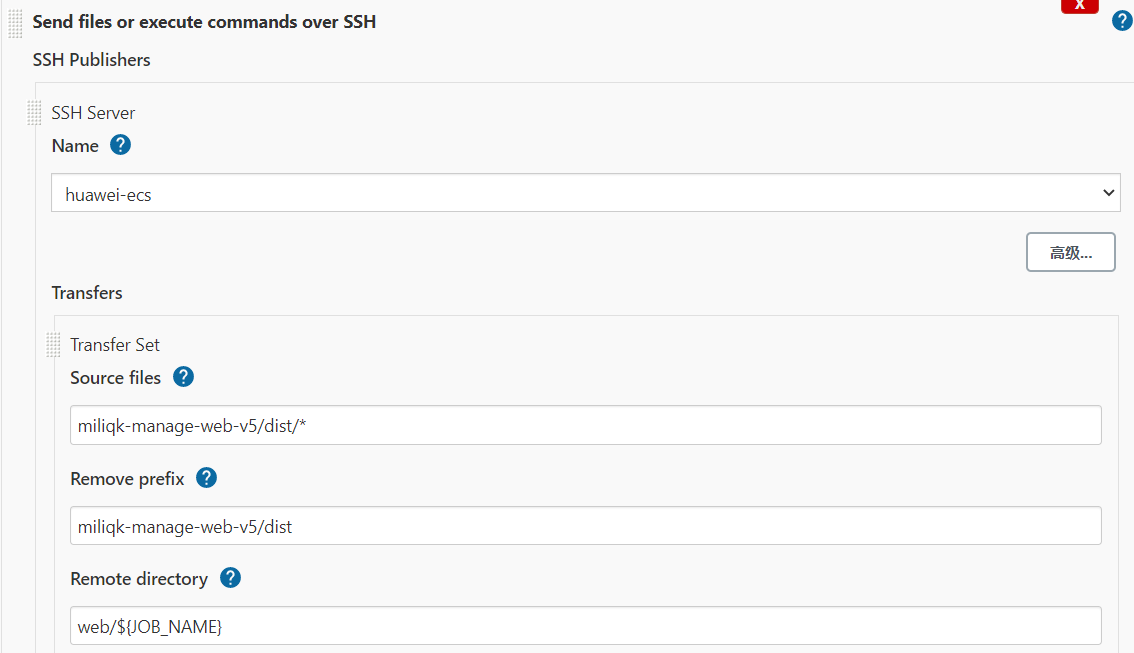 X
Send files or execute commands over SSH
?
SSH Publishers
SSH Server
Name ?
huawei-ecs
高级...
Transfers
Transfer Set
Source files ?
miliqk-manage-web-v5/dist/*
Remove prefix ?
miliqk-manage-web-v5/dist
Remote directory ?
web/${JOB_NAME}